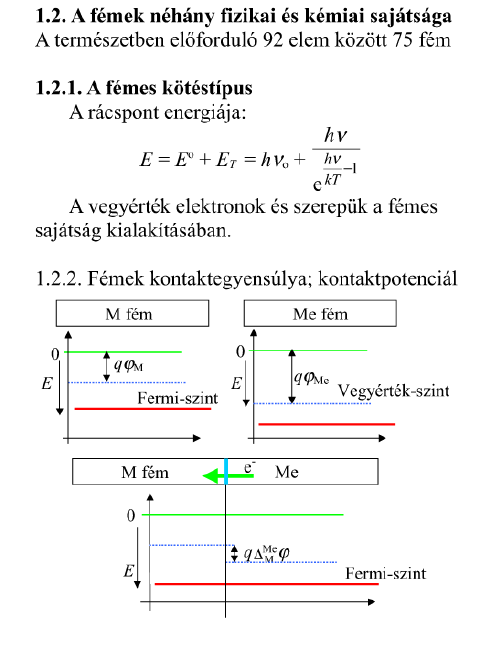 1.2. A fémek néhány fizikai és kémiai sajátsága
A természetben előforduló 92 elem között 75 fém
1.2.1. A fémes kötéstípus
A rácspont energiája:
E = Eº + E_T = hν₀ + hν / e^(hν/kT −1)
A vegyérték elektronok és szerepük a fémes
sajátság kialakításában.
1.2.2. Fémek kontaktegyensúlya; kontaktpotenciál
M fém
0
qφ_M
E
Fermi-szint
Me fém
0
qφ_Me
E
Vegyérték-szint
M fém e⁻ Me
0
qΔ_M^Me φ
E
Fermi-szint